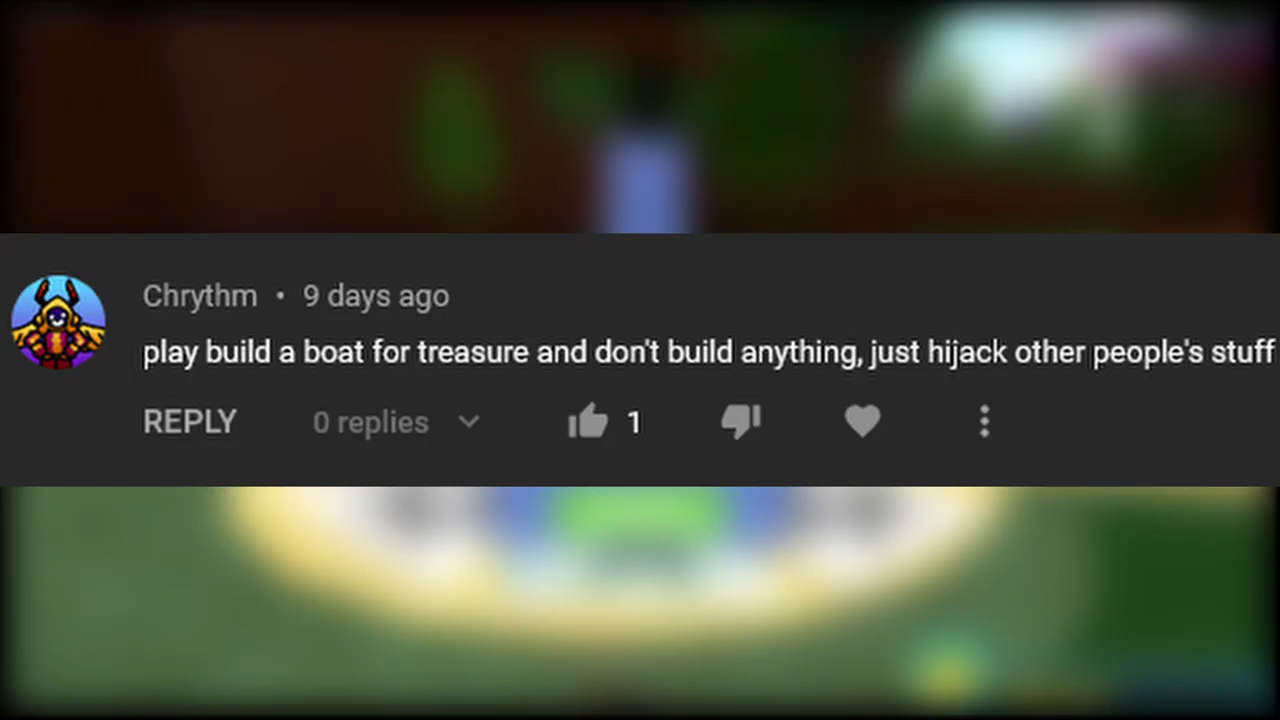 Chrythm • 9 days ago
play build a boat for treasure and don't build anything, just hijack other people's stuff
REPLY 0 replies 1